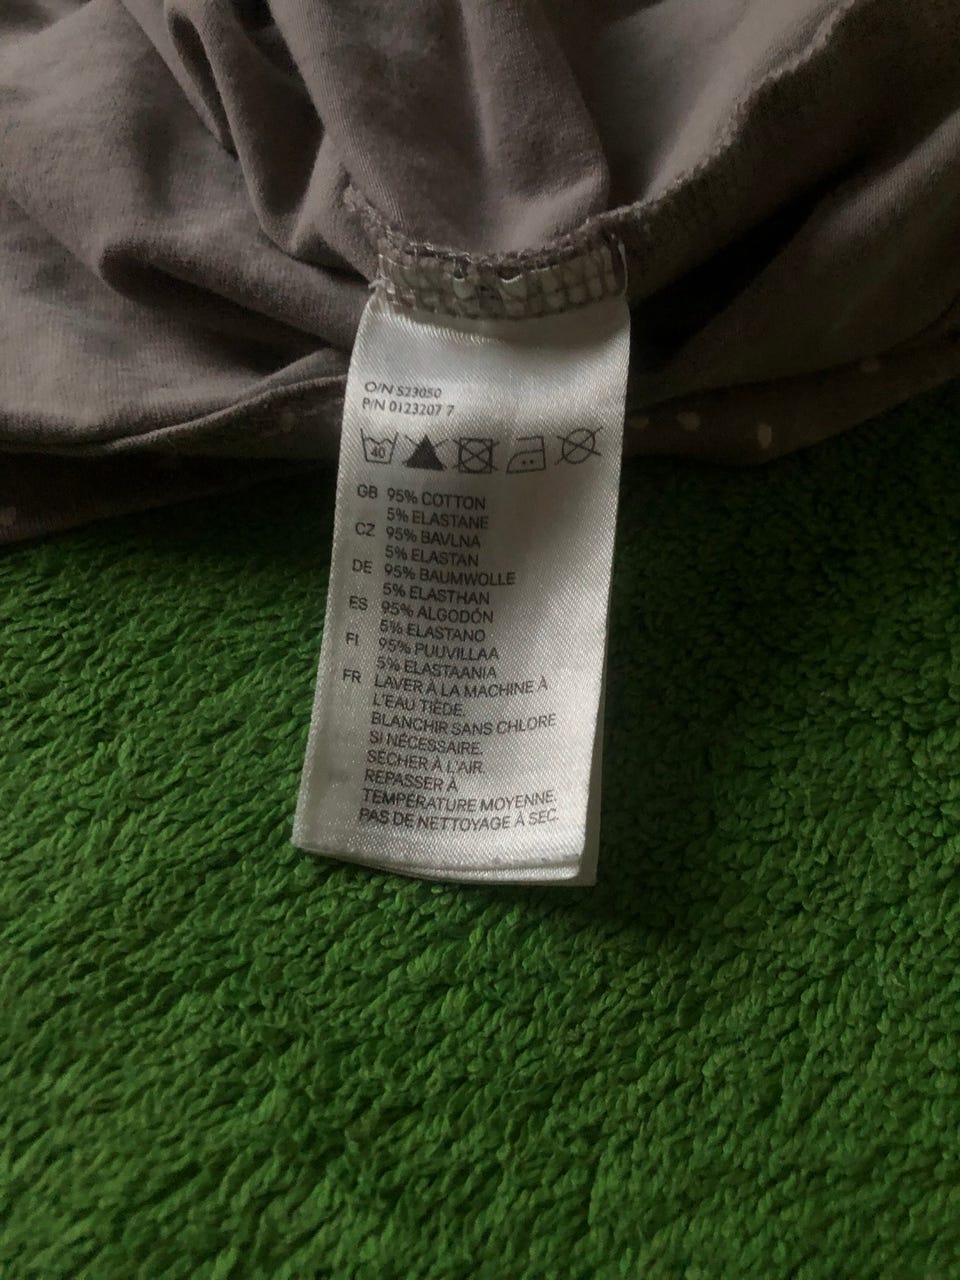 O/N 523050
P/N 0123207 7
40
GB 95% COTTON
5% ELASTANE
CZ 95% BAVLNA
5% ELASTAN
DE 95% BAUMWOLLE
5% ELASTHAN
ES 95% ALGODÓN
5% ELASTANO
FI 95% PUUVILLAA
5% ELASTAANIA
FR LAVER À LA MACHINE À
L'EAU TIÈDE.
BLANCHIR SANS CHLORE
SI NÉCESSAIRE.
SÉCHER À L'AIR.
REPASSER À
TEMPÉRATURE MOYENNE.
PAS DE NETTOYAGE À SEC.